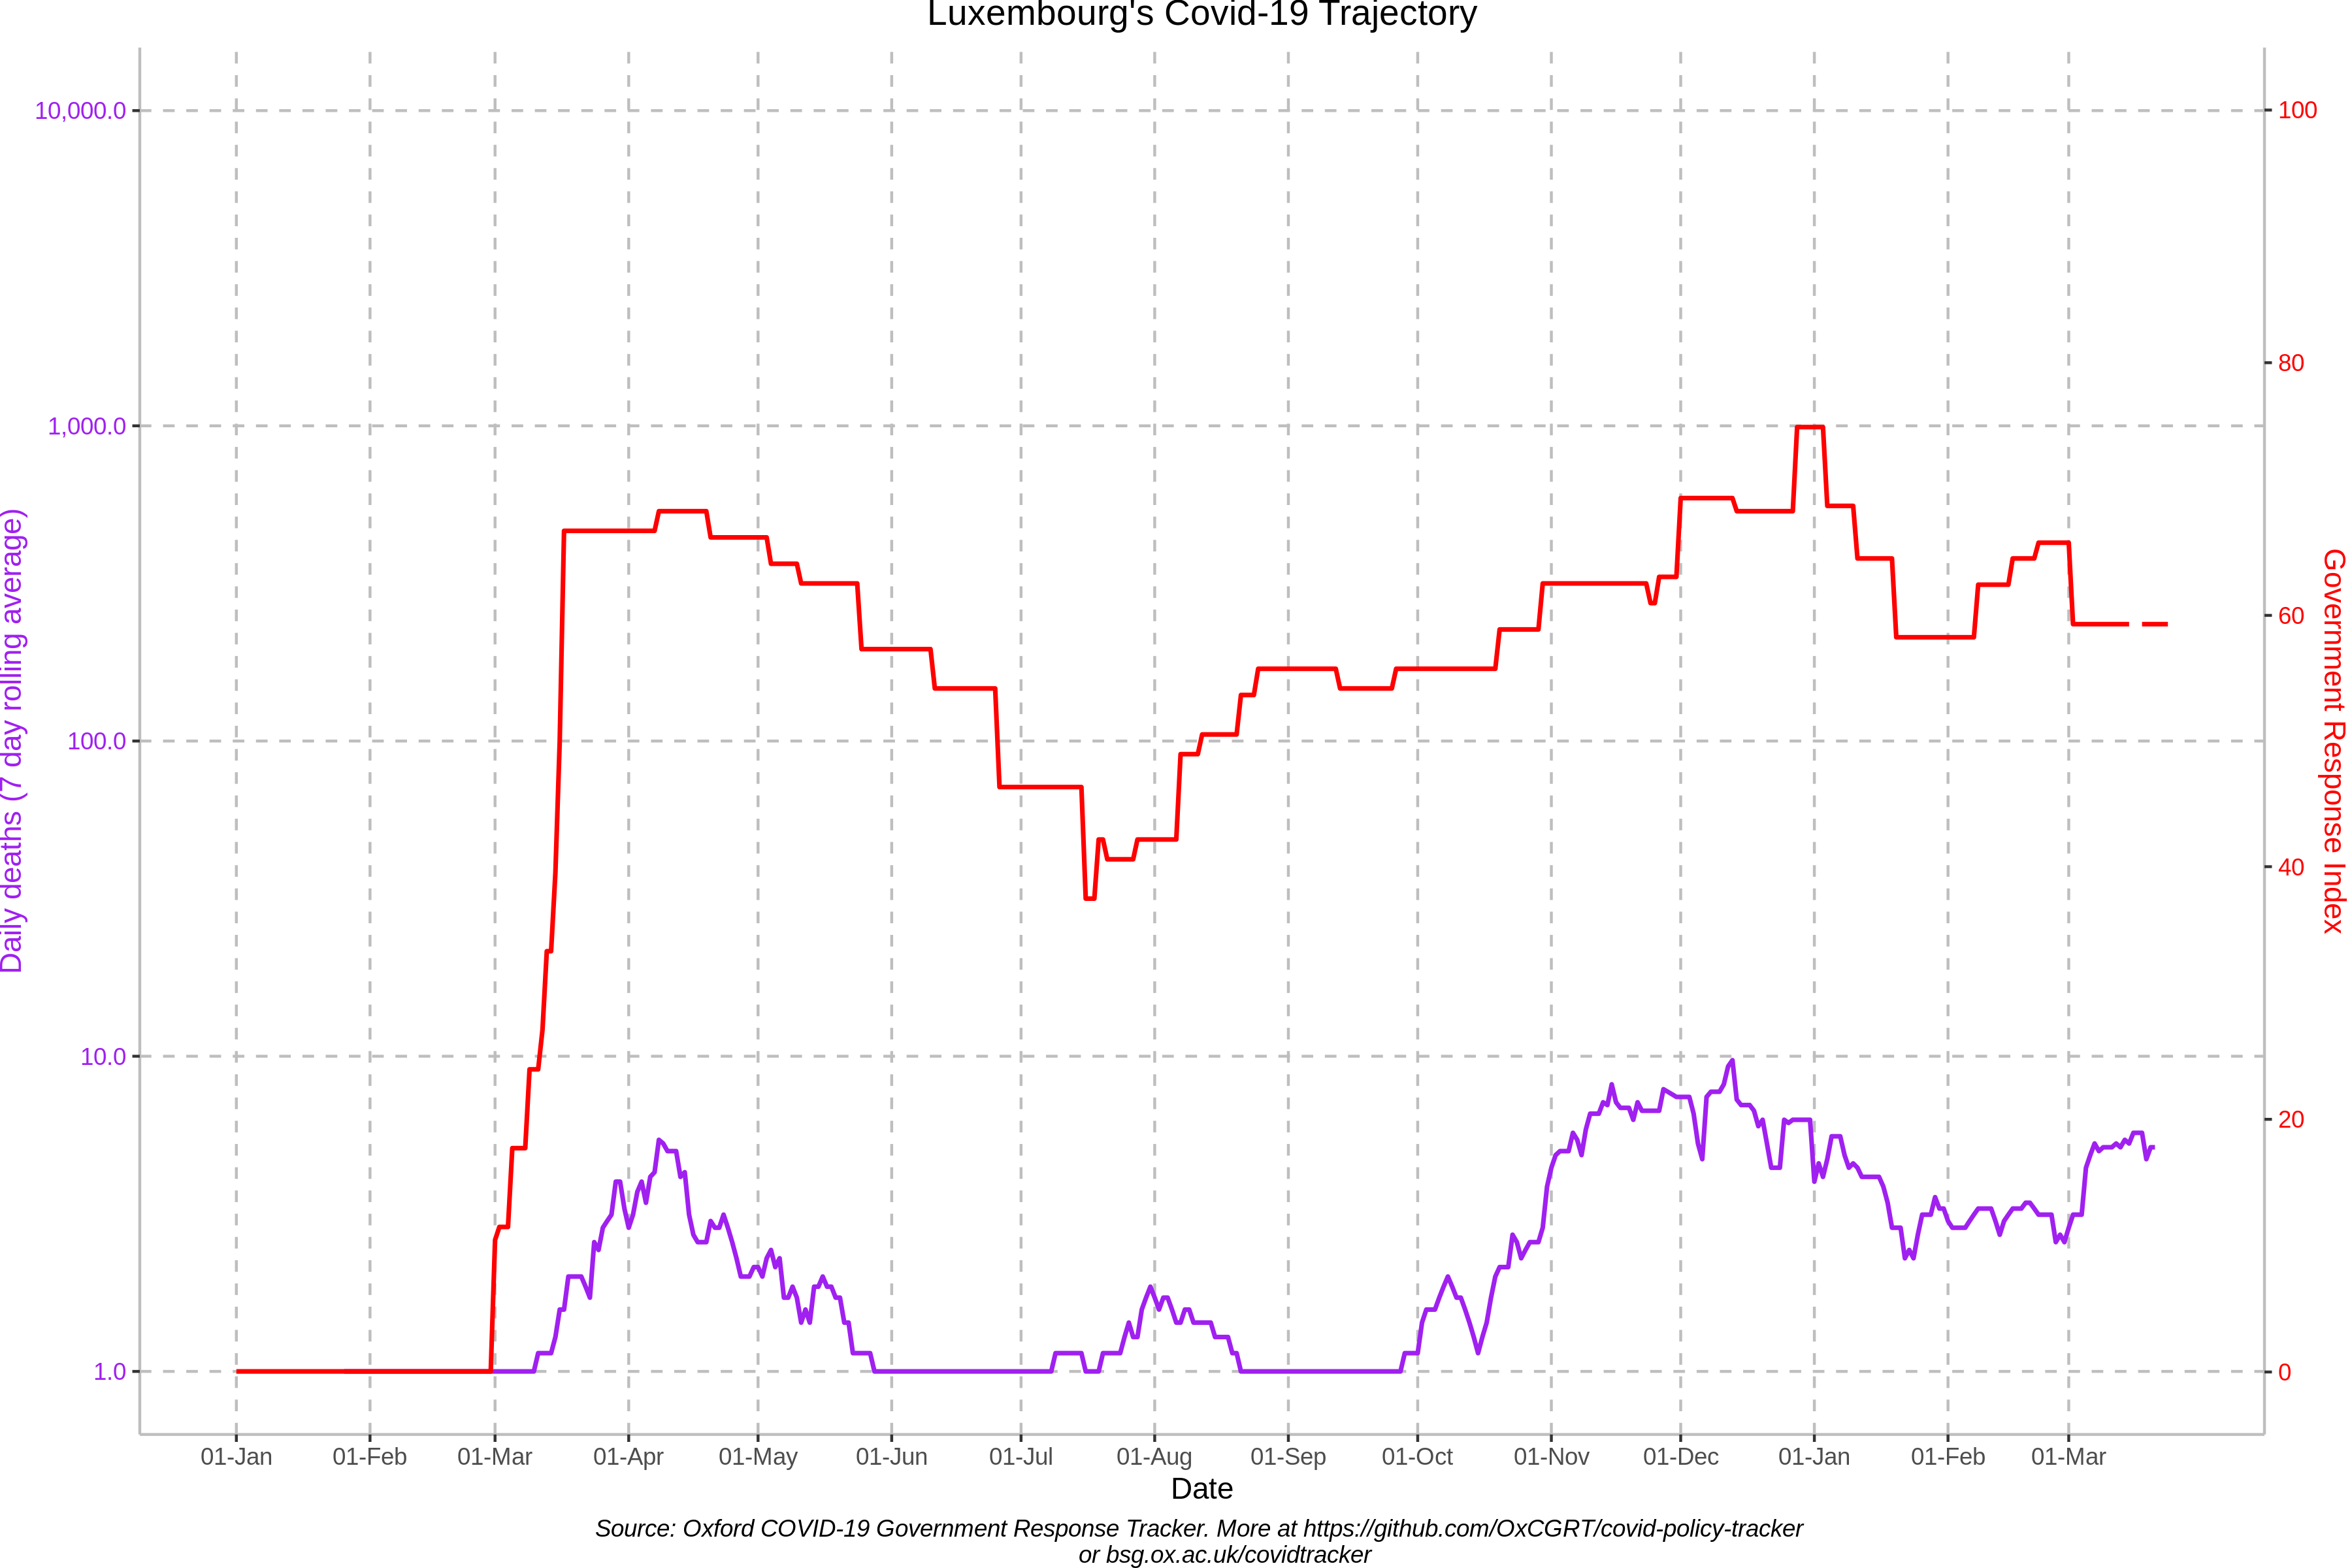 Luxembourg's Covid-19 Trajectory
10,000.0
1,000.0
100.0
10.0
1.0
Daily deaths (7 day rolling average)
100
80
60
40
20
0
Government Response Index
01-Jan 01-Feb 01-Mar 01-Apr 01-May 01-Jun 01-Jul 01-Aug 01-Sep 01-Oct 01-Nov 01-Dec 01-Jan 01-Feb 01-Mar
Date
Source: Oxford COVID-19 Government Response Tracker. More at https://github.com/OxCGRT/covid-policy-tracker
or bsg.ox.ac.uk/covidtracker